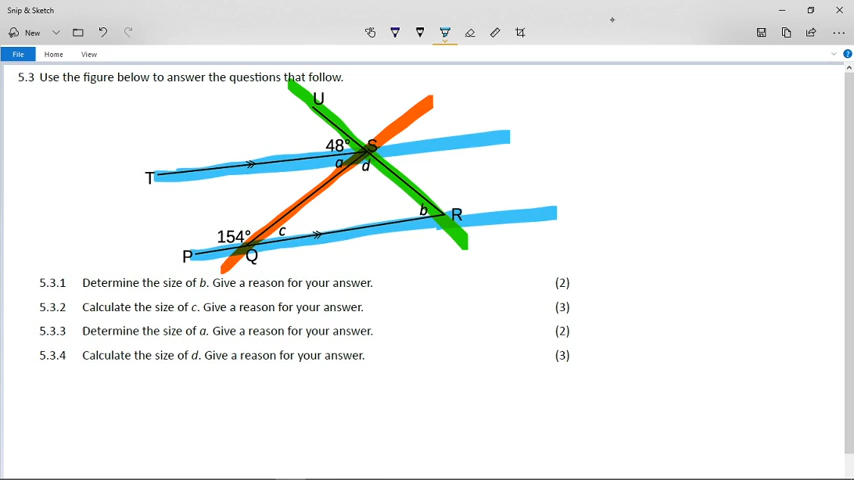 Snip & Sketch
New
File Home View
5.3 Use the figure below to answer the questions that follow.
U
48° S
a d
T
b R
154° c
P Q
5.3.1 Determine the size of b. Give a reason for your answer. (2)
5.3.2 Calculate the size of c. Give a reason for your answer. (3)
5.3.3 Determine the size of a. Give a reason for your answer. (2)
5.3.4 Calculate the size of d. Give a reason for your answer. (3)